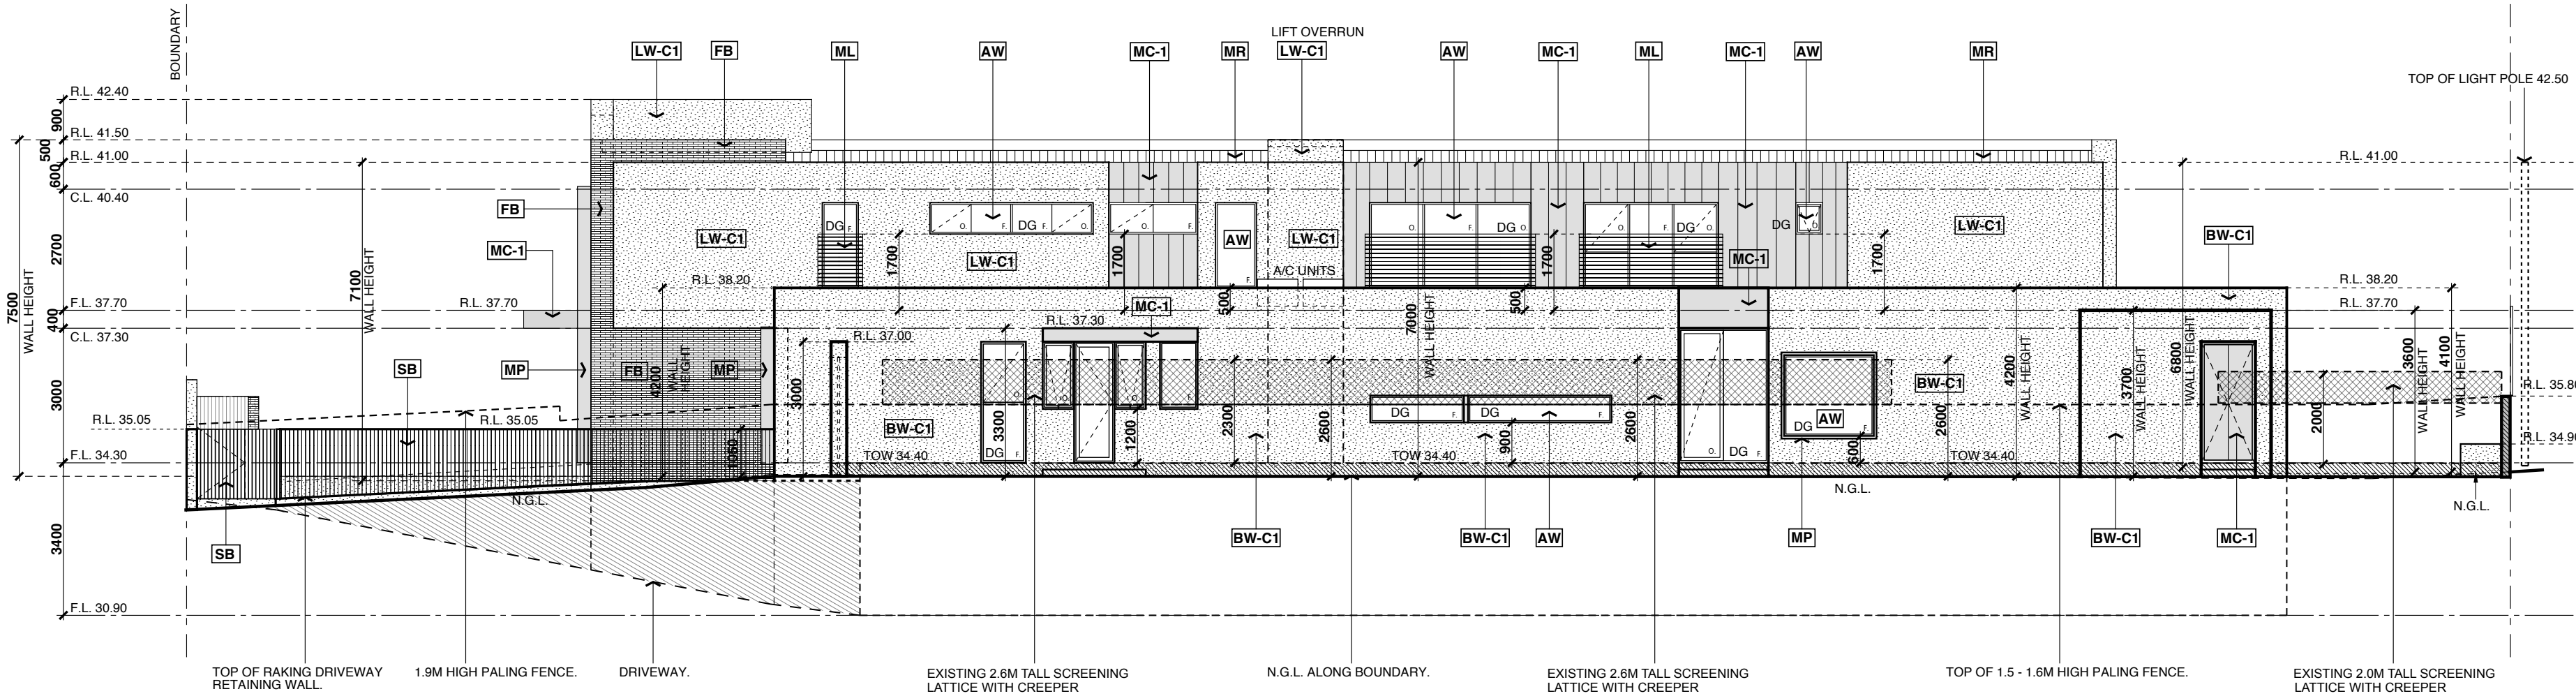 BOUNDARY
LIFT OVERRUN
LW-C1
FB
ML
AW
MC-1
MR
LW-C1
AW
MC-1
ML
MC-1
AW
MR
TOP OF LIGHT POLE 42.50
R.L. 42.40
900
R.L. 41.50
500
R.L. 41.00
R.L. 41.00
600
C.L. 40.40
FB
DG F.
O. F. DG F. O.
O. F.
O. F. DG O.
O. F. DG O.
DG O.
LW-C1
AW
LW-C1
LW-C1
BW-C1
MC-1
LW-C1
MC-1
2700
7500
WALL HEIGHT
7100
WALL HEIGHT
1700
1700
1700
1700
F.
A/C UNITS
R.L. 38.20
R.L. 38.20
F.L. 37.70
R.L. 37.70
MC-1
500
500
R.L. 37.70
400
R.L. 37.30
C.L. 37.30
R.L. 37.00
7000
WALL HEIGHT
MP
SB
FB
4200
WALL HEIGHT
MP
3000
3000
O.
O.
O.
BW-C1
4200
WALL HEIGHT
3700
WALL HEIGHT
6800
WALL HEIGHT
3600
WALL HEIGHT
4100
WALL HEIGHT
R.L. 35.80
R.L. 35.05
R.L. 35.05
BW-C1
3300
1200
2300
2600
DG F.
DG F.
900
2600
DG
AW
F.
600
2600
2000
R.L. 34.90
1060
F.L. 34.30
TOW 34.40
DG F.
TOW 34.40
O. DG F.
TOW 34.40
N.G.L.
N.G.L.
N.G.L.
3400
SB
BW-C1
BW-C1
AW
MP
BW-C1
MC-1
F.L. 30.90
TOP OF RAKING DRIVEWAY
RETAINING WALL.
1.9M HIGH PALING FENCE.
DRIVEWAY.
EXISTING 2.6M TALL SCREENING
LATTICE WITH CREEPER
N.G.L. ALONG BOUNDARY.
EXISTING 2.6M TALL SCREENING
LATTICE WITH CREEPER
TOP OF 1.5 - 1.6M HIGH PALING FENCE.
EXISTING 2.0M TALL SCREENING
LATTICE WITH CREEPER